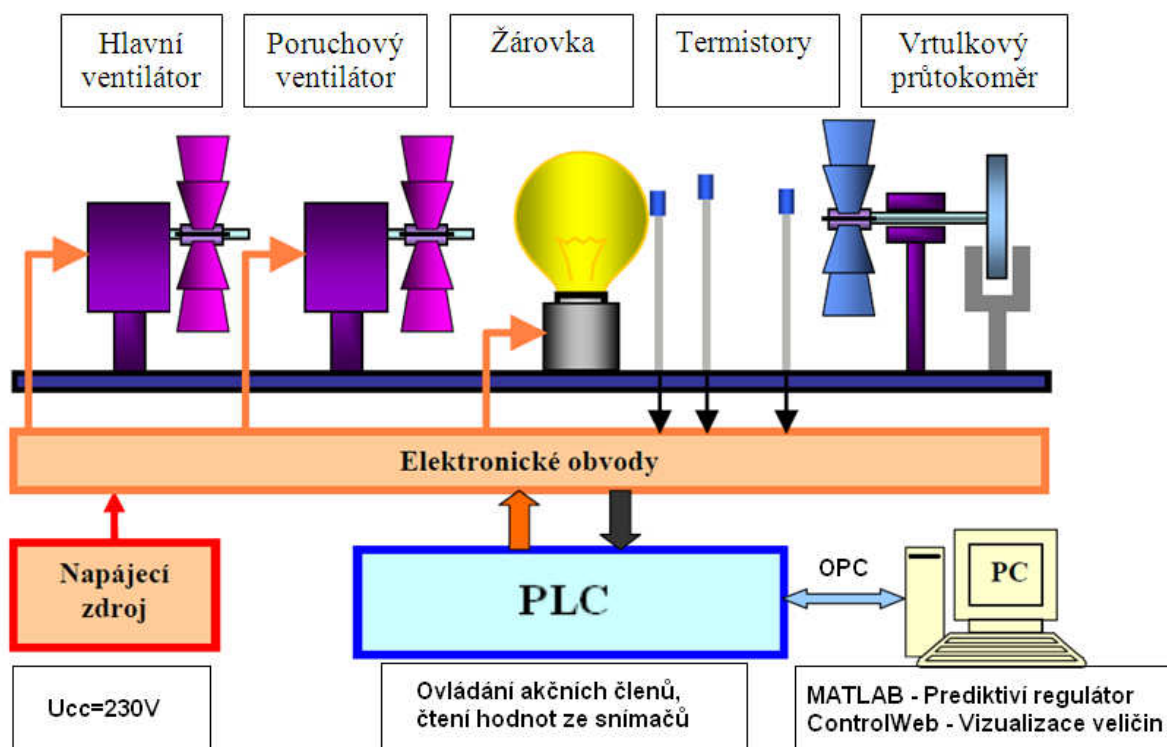 Hlavní
ventilátor
Poruchový
ventilátor
Žárovka
Termistory
Vrtulkový
průtokoměr
Elektronické obvody
Napájecí
zdroj
PLC
OPC
PC
Ucc=230V
Ovládání akčních členů,
čtení hodnot ze snímačů
MATLAB - Prediktiví regulátor
ControlWeb - Vizualizace veličin